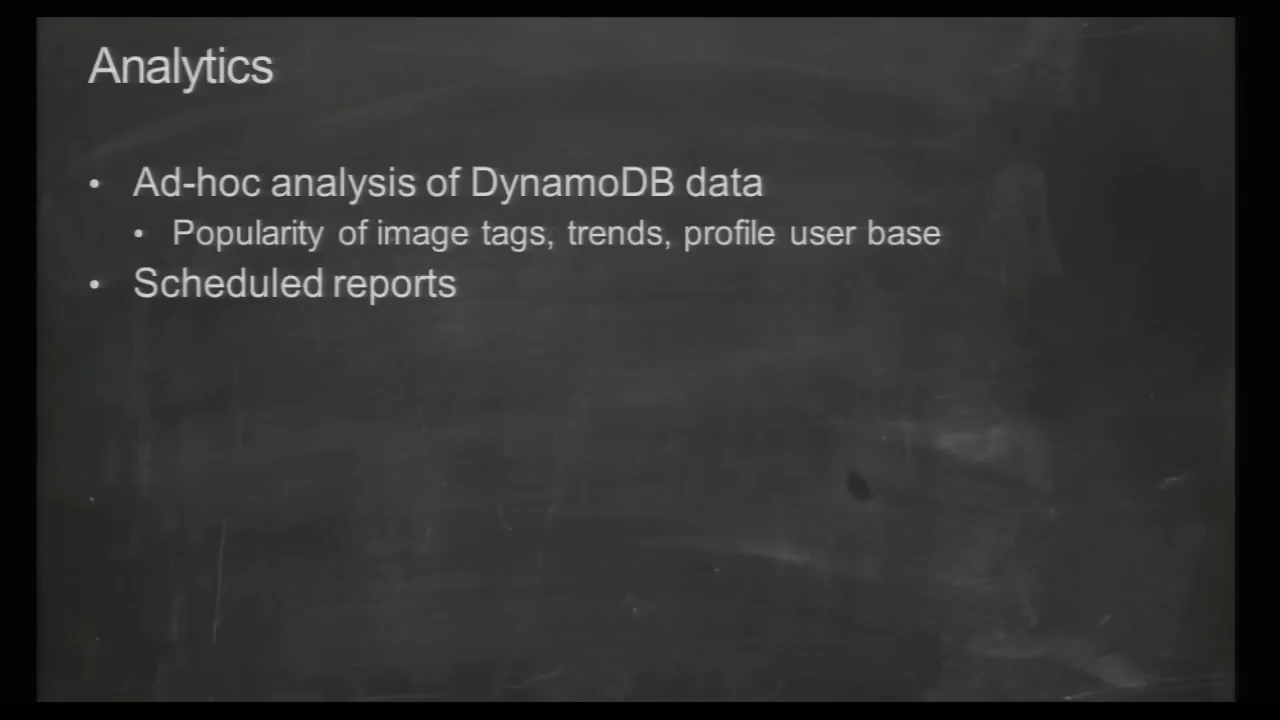 Analytics
• Ad-hoc analysis of DynamoDB data
• Popularity of image tags, trends, profile user base
• Scheduled reports